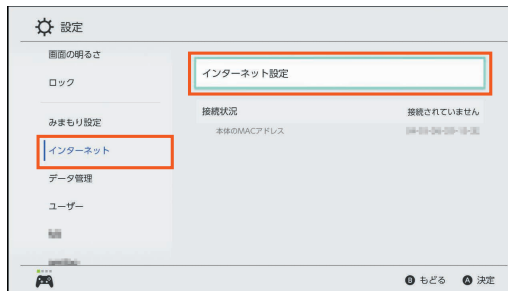 設定
画面の明るさ
ロック
みまもり設定
インターネット
データ管理
ユーザー
インターネット設定
接続状況
接続されていません
本体のMACアドレス
B もどる A 決定